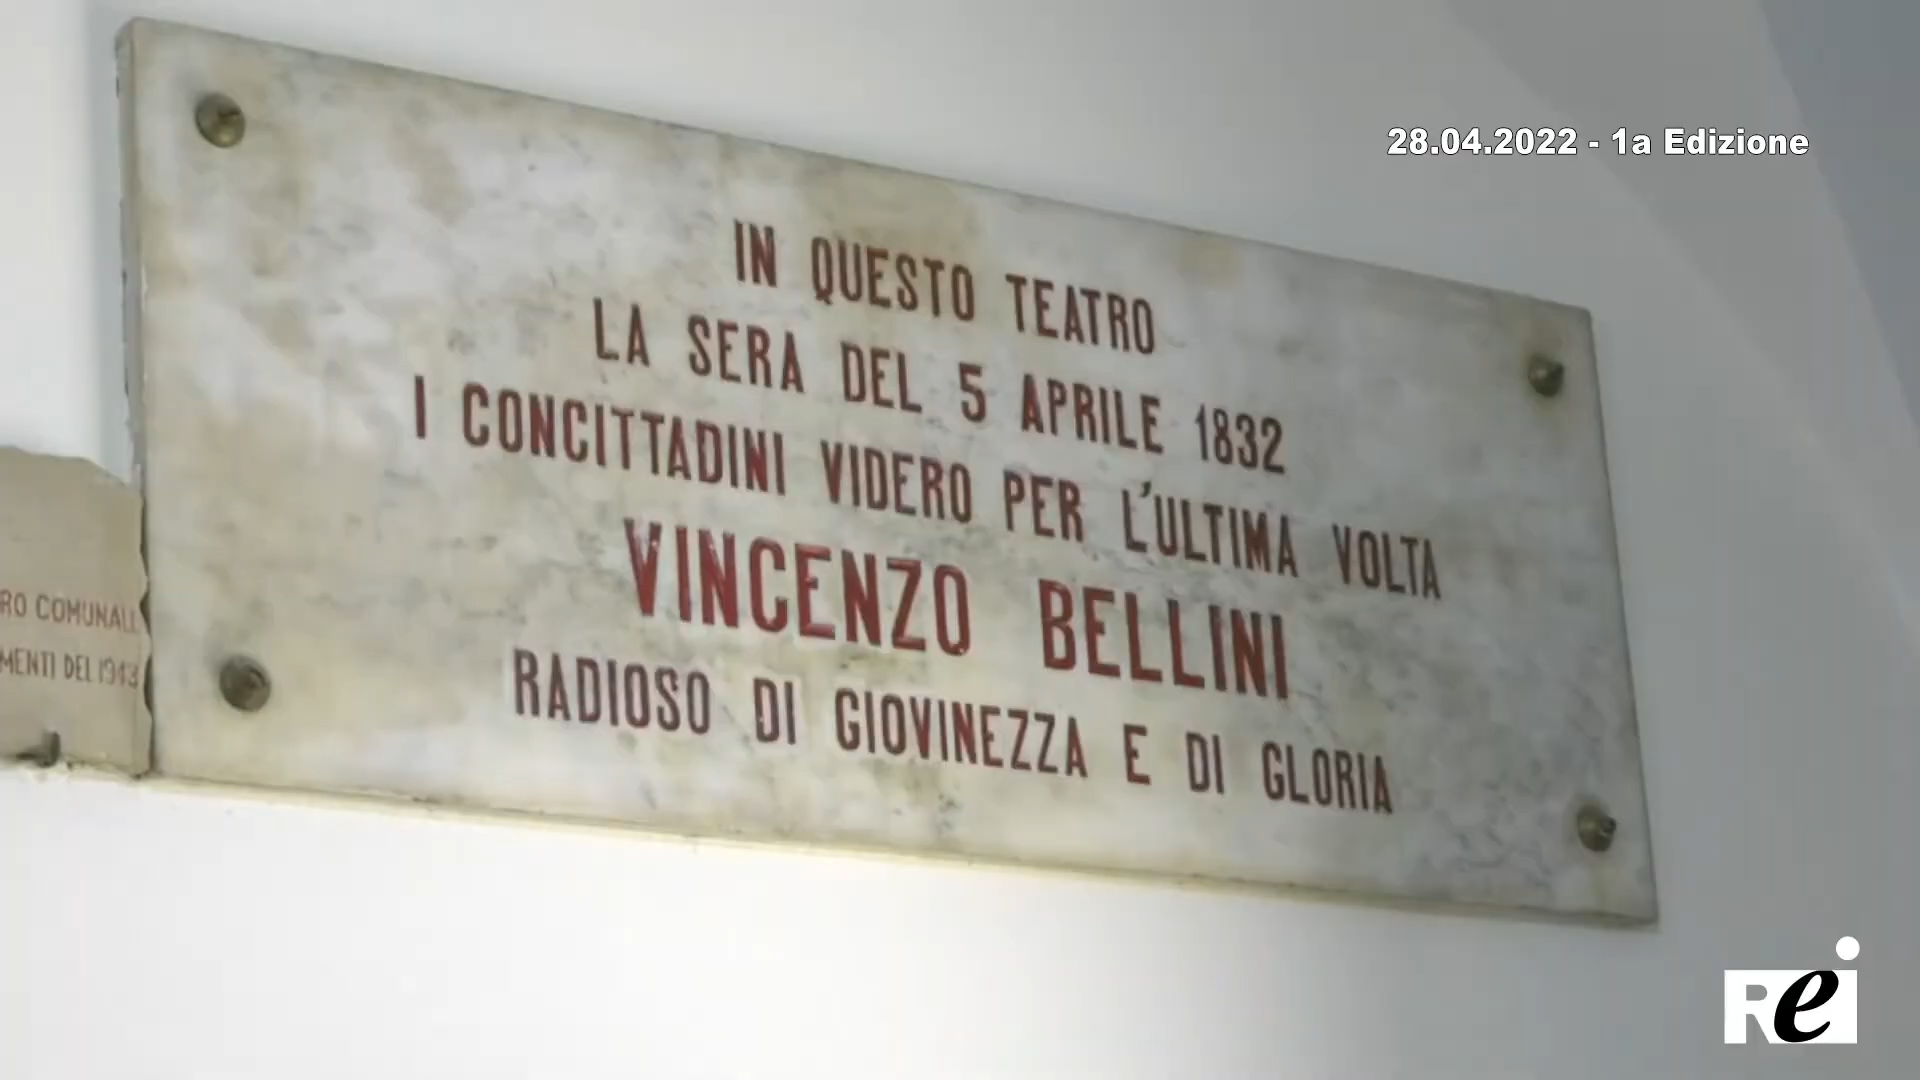 28.04.2022 - 1a Edizione
IN QUESTO TEATRO
LA SERA DEL 5 APRILE 1832
I CONCITTADINI VIDERO PER L'ULTIMA VOLTA
VINCENZO BELLINI
RADIOSO DI GIOVINEZZA E DI GLORIA
RO COMUNALE
MENTI DEL 1943
Rei